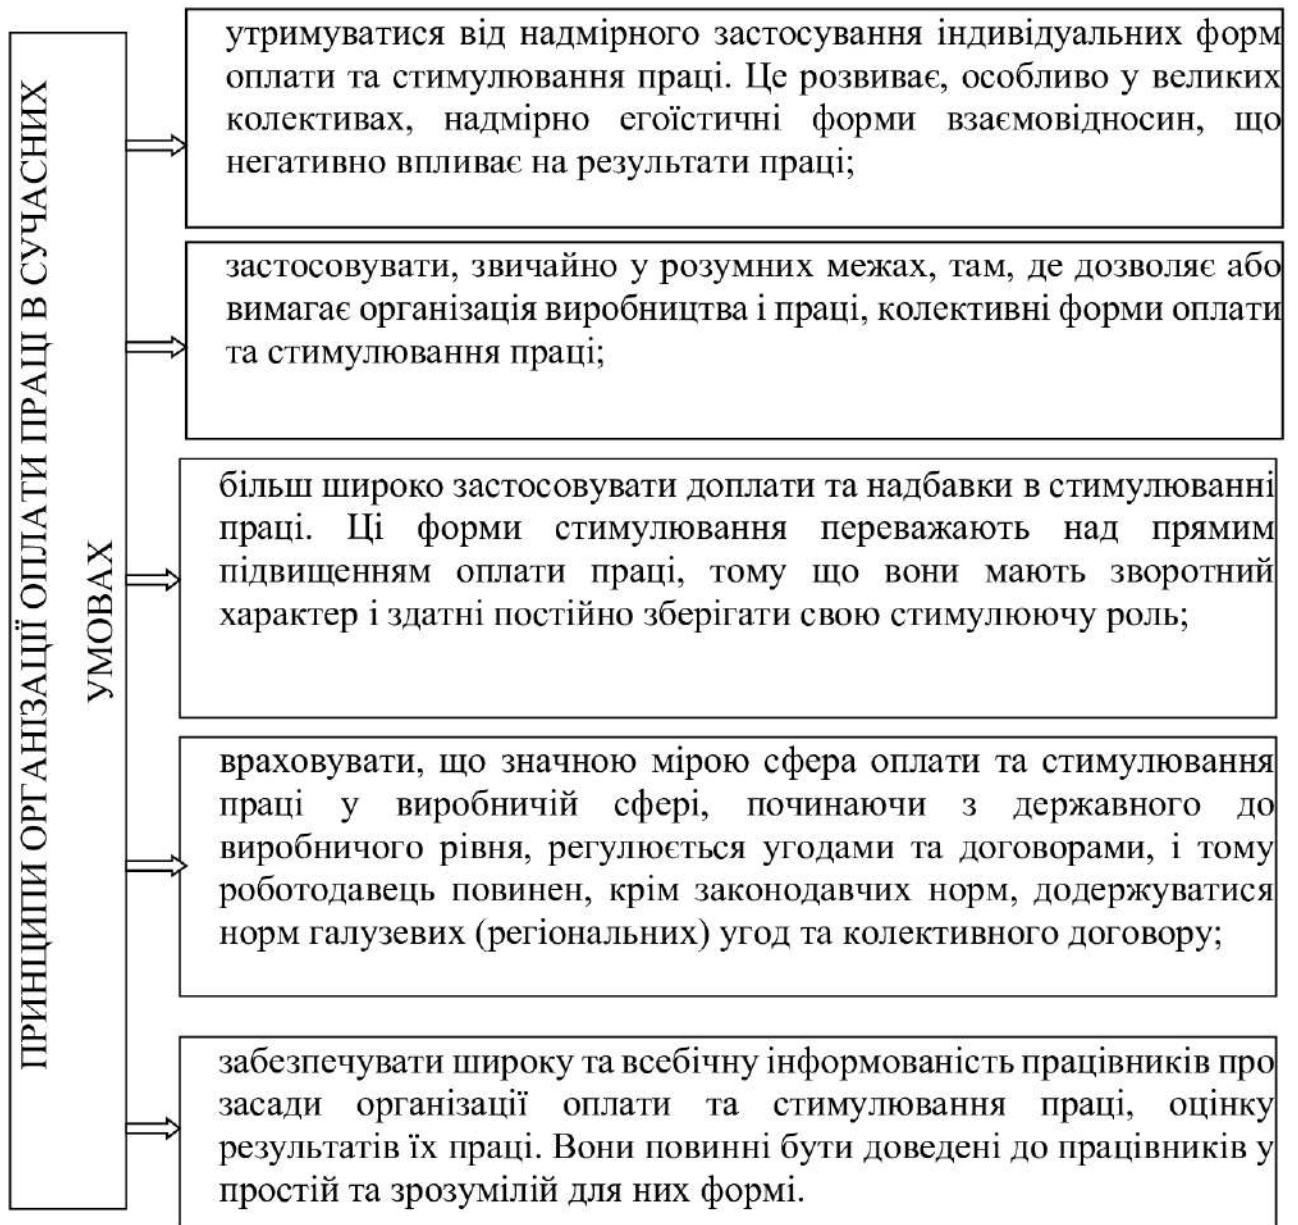 ПРИНЦИПИ ОРГАНІЗАЦІЇ ОПЛАТИ ПРАЦІ В СУЧАСНИХ
УМОВАХ
утримуватися від надмірного застосування індивідуальних форм
оплати та стимулювання праці. Це розвиває, особливо у великих
колективах, надмірно егоїстичні форми взаємовідносин, що
негативно впливає на результати праці;
застосовувати, звичайно у розумних межах, там, де дозволяє або
вимагає організація виробництва і праці, колективні форми оплати
та стимулювання праці;
більш широко застосовувати доплати та надбавки в стимулюванні
праці. Ці форми стимулювання переважають над прямим
підвищенням оплати праці, тому що вони мають зворотний
характер і здатні постійно зберігати свою стимулюючу роль;
враховувати, що значною мірою сфера оплати та стимулювання
праці у виробничій сфері, починаючи з державного до
виробничого рівня, регулюється угодами та договорами, і тому
роботодавець повинен, крім законодавчих норм, додержуватися
норм галузевих (регіональних) угод та колективного договору;
забезпечувати широку та всебічну інформованість працівників про
засади організації оплати та стимулювання праці, оцінку
результатів їх праці. Вони повинні бути доведені до працівників у
простій та зрозумілій для них формі.